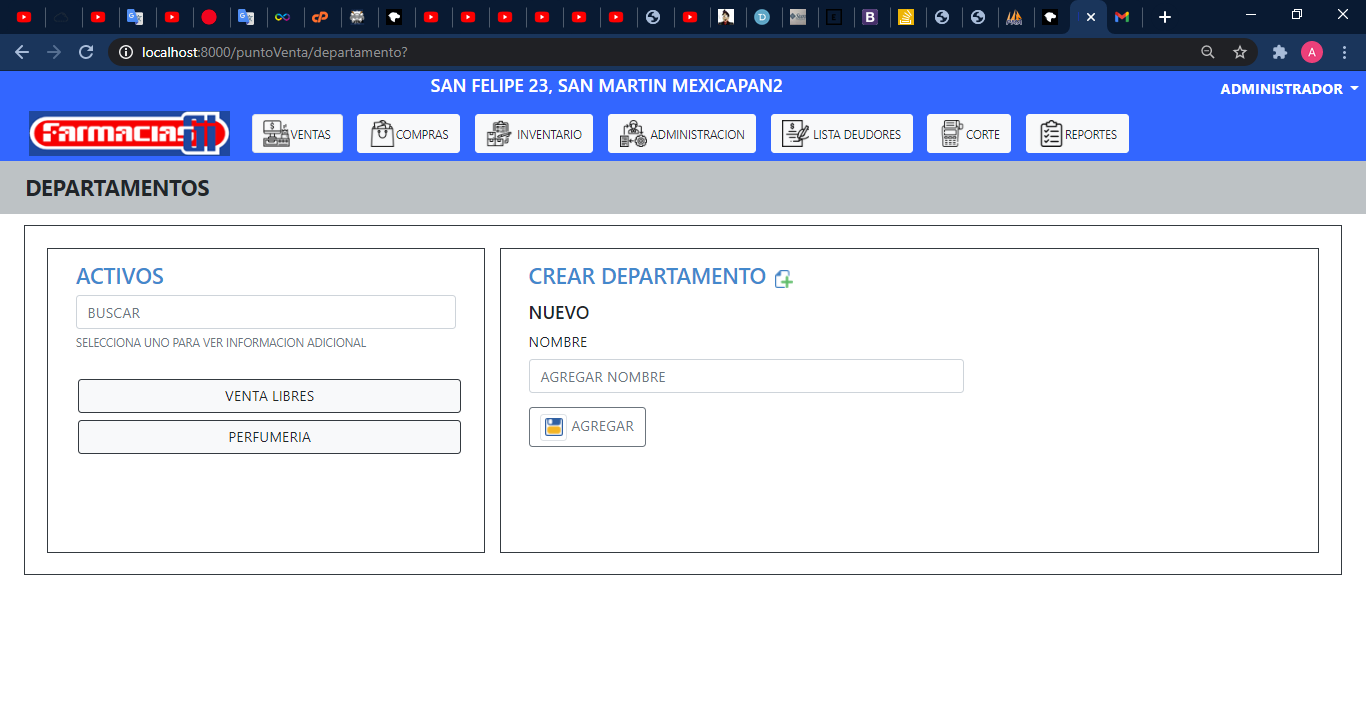 localhost:8000/puntoVenta/departamento?
A
SAN FELIPE 23, SAN MARTIN MEXICAPAN2
ADMINISTRADOR
Farmacias GI
VENTAS
COMPRAS
INVENTARIO
ADMINISTRACION
LISTA DEUDORES
CORTE
REPORTES
DEPARTAMENTOS
ACTIVOS
BUSCAR
SELECCIONA UNO PARA VER INFORMACION ADICIONAL
VENTA LIBRES
PERFUMERIA
CREAR DEPARTAMENTO
NUEVO
NOMBRE
AGREGAR NOMBRE
AGREGAR